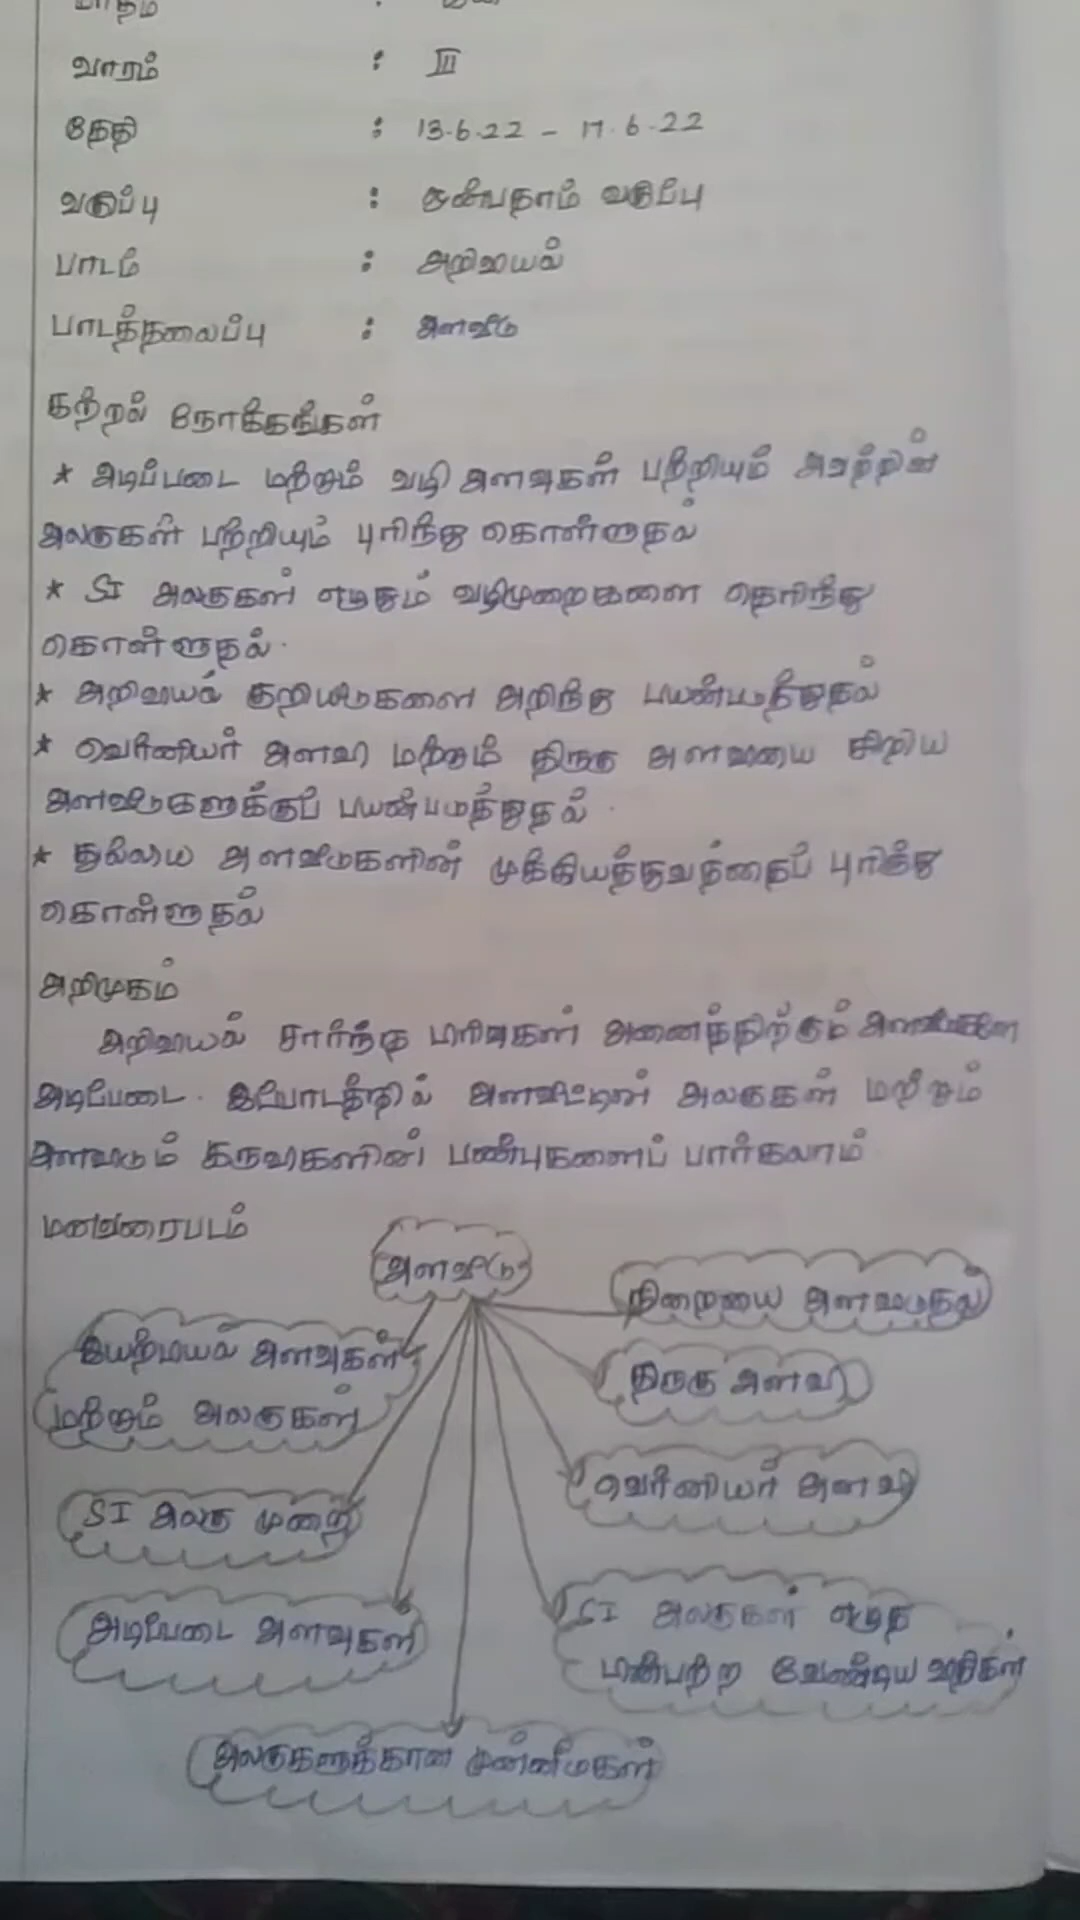 மாதம் :
வாரம் : III
தேதி : 13.6.22 - 17.6.22
வகுப்பு : ஒன்பதாம் வகுப்பு
பாடம் : அறிவியல்
பாடத்தலைப்பு : அளவீடு
கற்றல் நோக்கங்கள்
* அடிப்படை மற்றும் வழி அளவுகள் பற்றியும் அவற்றின்
அலகுகள் பற்றியும் புரிந்து கொள்ளுதல்
* SI அலகுகள் எழுதும் வழிமுறைகளை தெரிந்து
கொள்ளுதல்.
* அறிவியல் குறியீடுகளை அறிந்து பயன்படுத்துதல்
* வெர்னியர் அளவி மற்றும் திருகு அளவியை சிறிய
அளவீடுகளுக்குப் பயன்படுத்துதல்.
* துல்லிய அளவீடுகளின் முக்கியத்துவத்தைப் புரிந்து
கொள்ளுதல்
அறிமுகம்
அறிவியல் சார்ந்த பிரிவுகள் அனைத்திற்கும் அளவீடுகளே
அடிப்படை. இப்பாடத்தில் அளவீட்டின் அலகுகள் மற்றும்
அளவிடும் கருவிகளின் பண்புகளைப் பார்க்கலாம்
மனவரைபடம்
அளவீடு
நிறையை அளவிடுதல்
இயற்பியல் அளவுகள்
மற்றும் அலகுகள்
திருகு அளவி
வெர்னியர் அளவி
SI அலகு முறை
SI அலகுகள் எழுத
பின்பற்ற வேண்டிய விதிகள்
அடிப்படை அளவுகள்
அலகுகளுக்கான முன்னீடுகள்